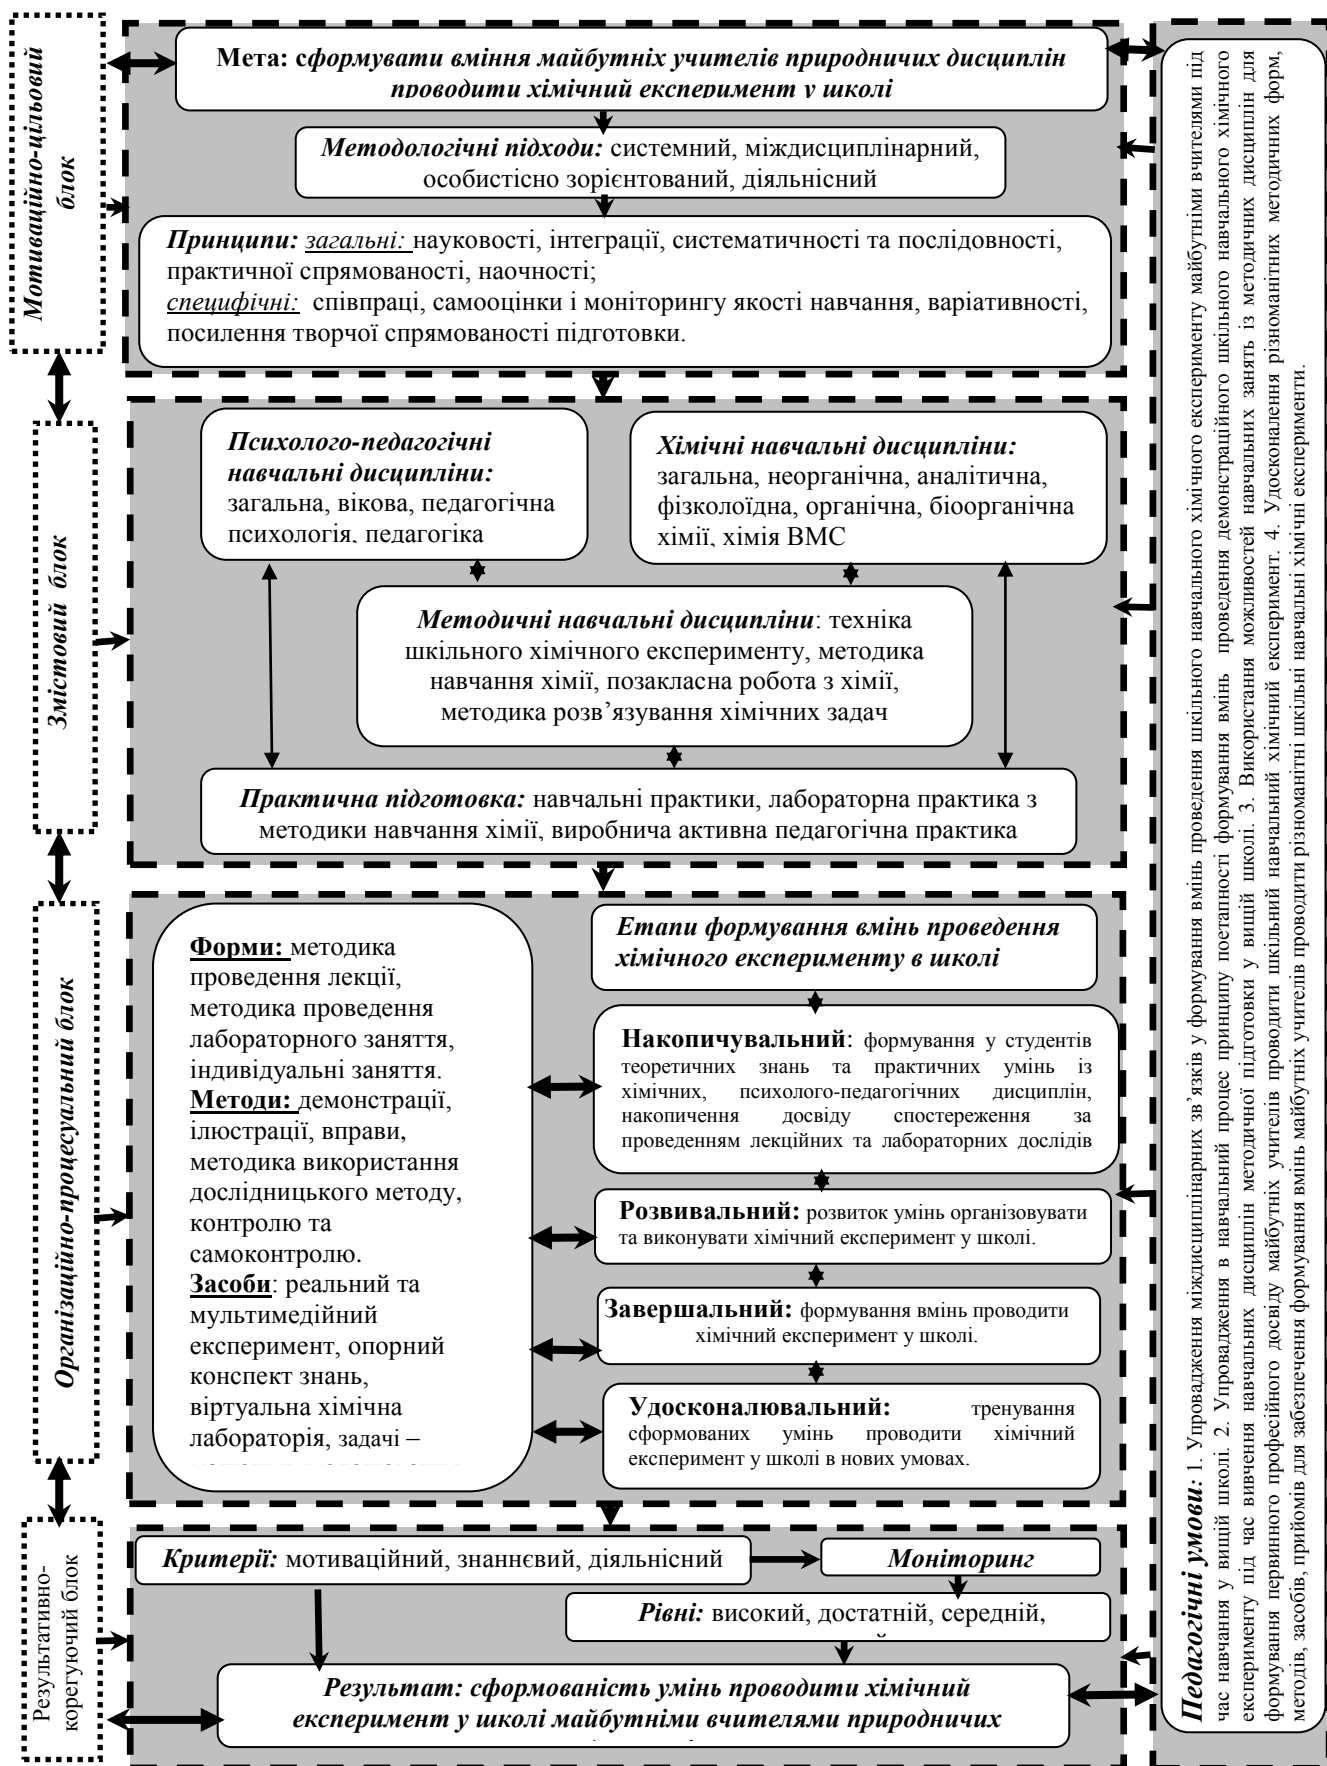 Мотиваційно-цільовий
блок
Мета: сформувати вміння майбутніх учителів природничих дисциплін
проводити хімічний експеримент у школі
Методологічні підходи: системний, міждисциплінарний,
особистісно зорієнтований, діяльнісний
Принципи: загальні: науковості, інтеграції, систематичності та послідовності,
практичної спрямованості, наочності;
специфічні: співпраці, самооцінки і моніторингу якості навчання, варіативності,
посилення творчої спрямованості підготовки.
Змістовий блок
Психолого-педагогічні
навчальні дисципліни:
загальна, вікова, педагогічна
психологія, педагогіка
Хімічні навчальні дисципліни:
загальна, неорганічна, аналітична,
фізколоїдна, органічна, біоорганічна
хімії, хімія ВМС
Методичні навчальні дисципліни: техніка
шкільного хімічного експерименту, методика
навчання хімії, позакласна робота з хімії,
методика розв’язування хімічних задач
Практична підготовка: навчальні практики, лабораторна практика з
методики навчання хімії, виробнича активна педагогічна практика
Організаційно-процесуальний блок
Форми: методика
проведення лекції,
методика проведення
лабораторного заняття,
індивідуальні заняття.
Методи: демонстрації,
ілюстрації, вправи,
методика використання
дослідницького методу,
контролю та
самоконтролю.
Засоби: реальний та
мультимедійний
експеримент, опорний
конспект знань,
віртуальна хімічна
лабораторія, задачі –
Етапи формування вмінь проведення
хімічного експерименту в школі
Накопичувальний: формування у студентів
теоретичних знань та практичних умінь із
хімічних, психолого-педагогічних дисциплін,
накопичення досвіду спостереження за
проведенням лекційних та лабораторних дослідів
Розвивальний: розвиток умінь організовувати
та виконувати хімічний експеримент у школі.
Завершальний: формування вмінь проводити
хімічний експеримент у школі.
Удосконалювальний: тренування
сформованих умінь проводити хімічний
експеримент у школі в нових умовах.
Результативно-
корегуючий блок
Критерії: мотиваційний, знаннєвий, діяльнісний
Моніторинг
Рівні: високий, достатній, середній,
Результат: сформованість умінь проводити хімічний
експеримент у школі майбутніми вчителями природничих
Педагогічні умови: 1. Упровадження міждисциплінарних зв’язків у формування вмінь проведення шкільного хімічного навчального експерименту майбутніми вчителями під
час навчання у вищій школі. 2. Упровадження в навчальний процес принципу поетапності формування вмінь проведення демонстраційного шкільного навчального хімічного
експерименту під час вивчення навчальних дисциплін методичної підготовки у вищій школі. 3. Використання можливостей навчальних занять із методичних дисциплін для
формування первинного професійного досвіду майбутніх учителів проводити шкільний навчальний хімічний експеримент. 4. Удосконалення різноманітних методичних форм,
методів, засобів, прийомів для забезпечення формування вмінь майбутніх учителів проводити різноманітні шкільні навчальні хімічні експерименти.